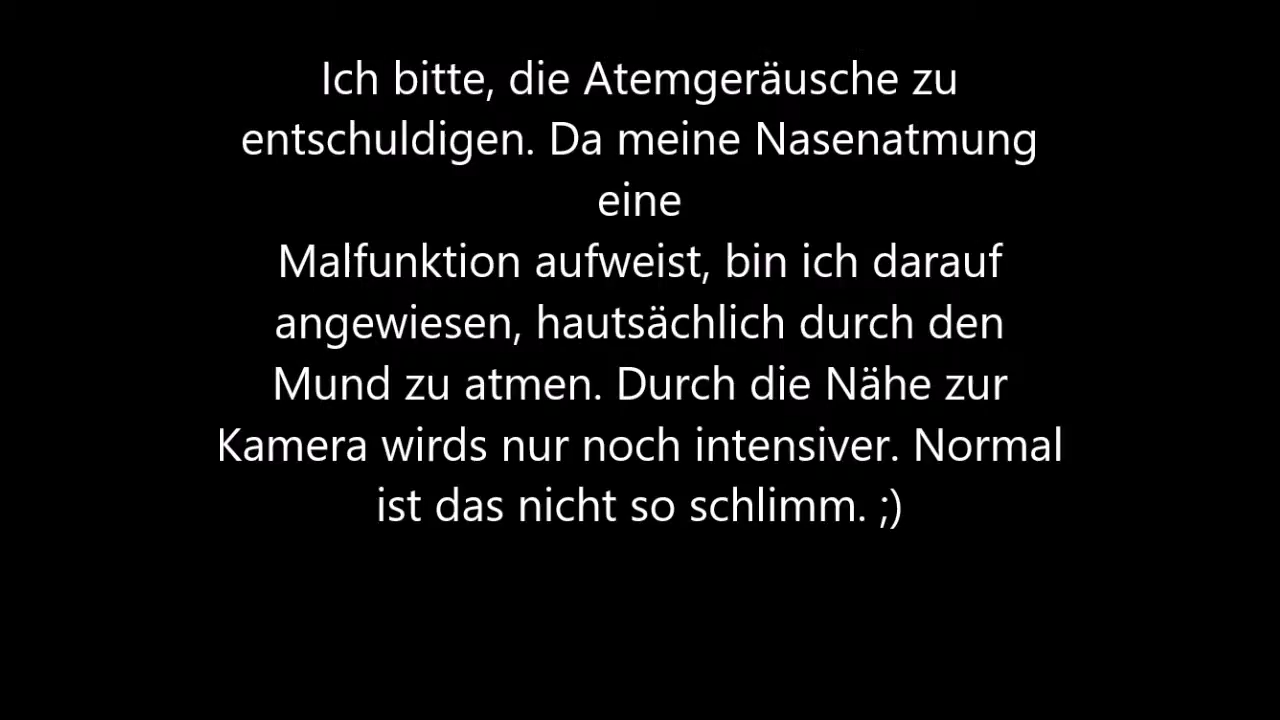 Ich bitte, die Atemgeräusche zu
entschuldigen. Da meine Nasenatmung
eine
Malfunktion aufweist, bin ich darauf
angewiesen, hautsächlich durch den
Mund zu atmen. Durch die Nähe zur
Kamera wirds nur noch intensiver. Normal
ist das nicht so schlimm. ;)